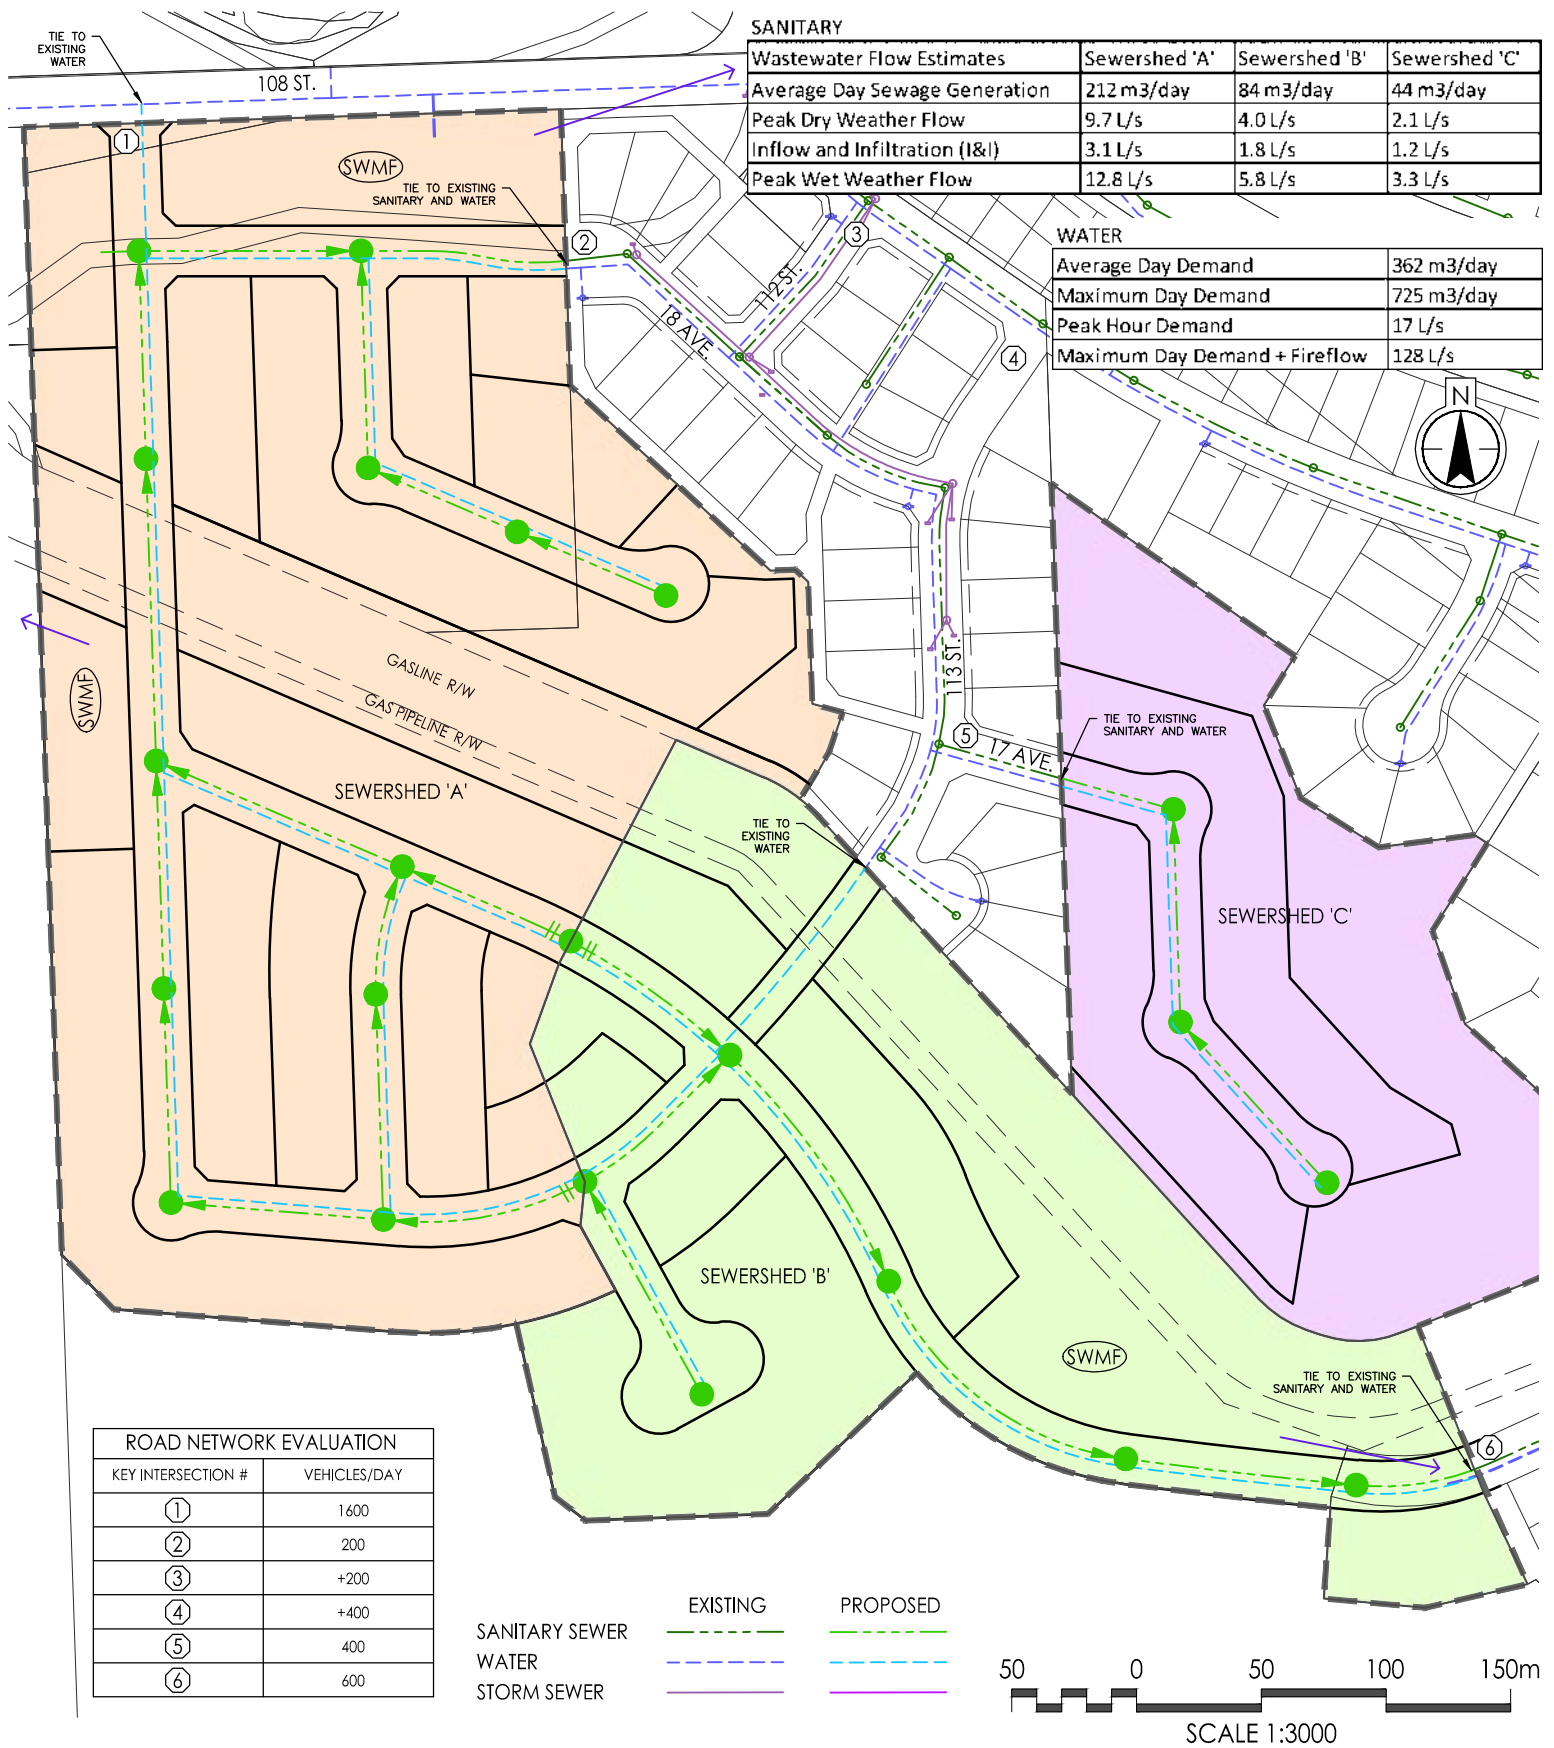 TIE TO
EXISTING
WATER
108 ST.
SANITARY
Wastewater Flow Estimates Sewershed 'A' Sewershed 'B' Sewershed 'C'
Average Day Sewage Generation 212 m3/day 84 m3/day 44 m3/day
Peak Dry Weather Flow 9.7 L/s 4.0 L/s 2.1 L/s
Inflow and Infiltration (I&I) 3.1 L/s 1.8 L/s 1.2 L/s
Peak Wet Weather Flow 12.8 L/s 5.8 L/s 3.3 L/s
1
SWMF
TIE TO EXISTING
SANITARY AND WATER
2
3
112 ST.
18 AVE.
4
WATER
Average Day Demand 362 m3/day
Maximum Day Demand 725 m3/day
Peak Hour Demand 17 L/s
Maximum Day Demand + Fireflow 128 L/s
N
GASLINE R/W
GAS PIPELINE R/W
SWMF
113 ST.
5
17 AVE.
TIE TO EXISTING
SANITARY AND WATER
SEWERSHED 'A'
TIE TO
EXISTING
WATER
SEWERSHED 'C'
SEWERSHED 'B'
SWMF
TIE TO EXISTING
SANITARY AND WATER
6
ROAD NETWORK EVALUATION
KEY INTERSECTION # VEHICLES/DAY
1 1600
2 200
3 +200
4 +400
5 400
6 600
EXISTING PROPOSED
SANITARY SEWER
WATER
STORM SEWER
50 0 50 100 150m
SCALE 1:3000